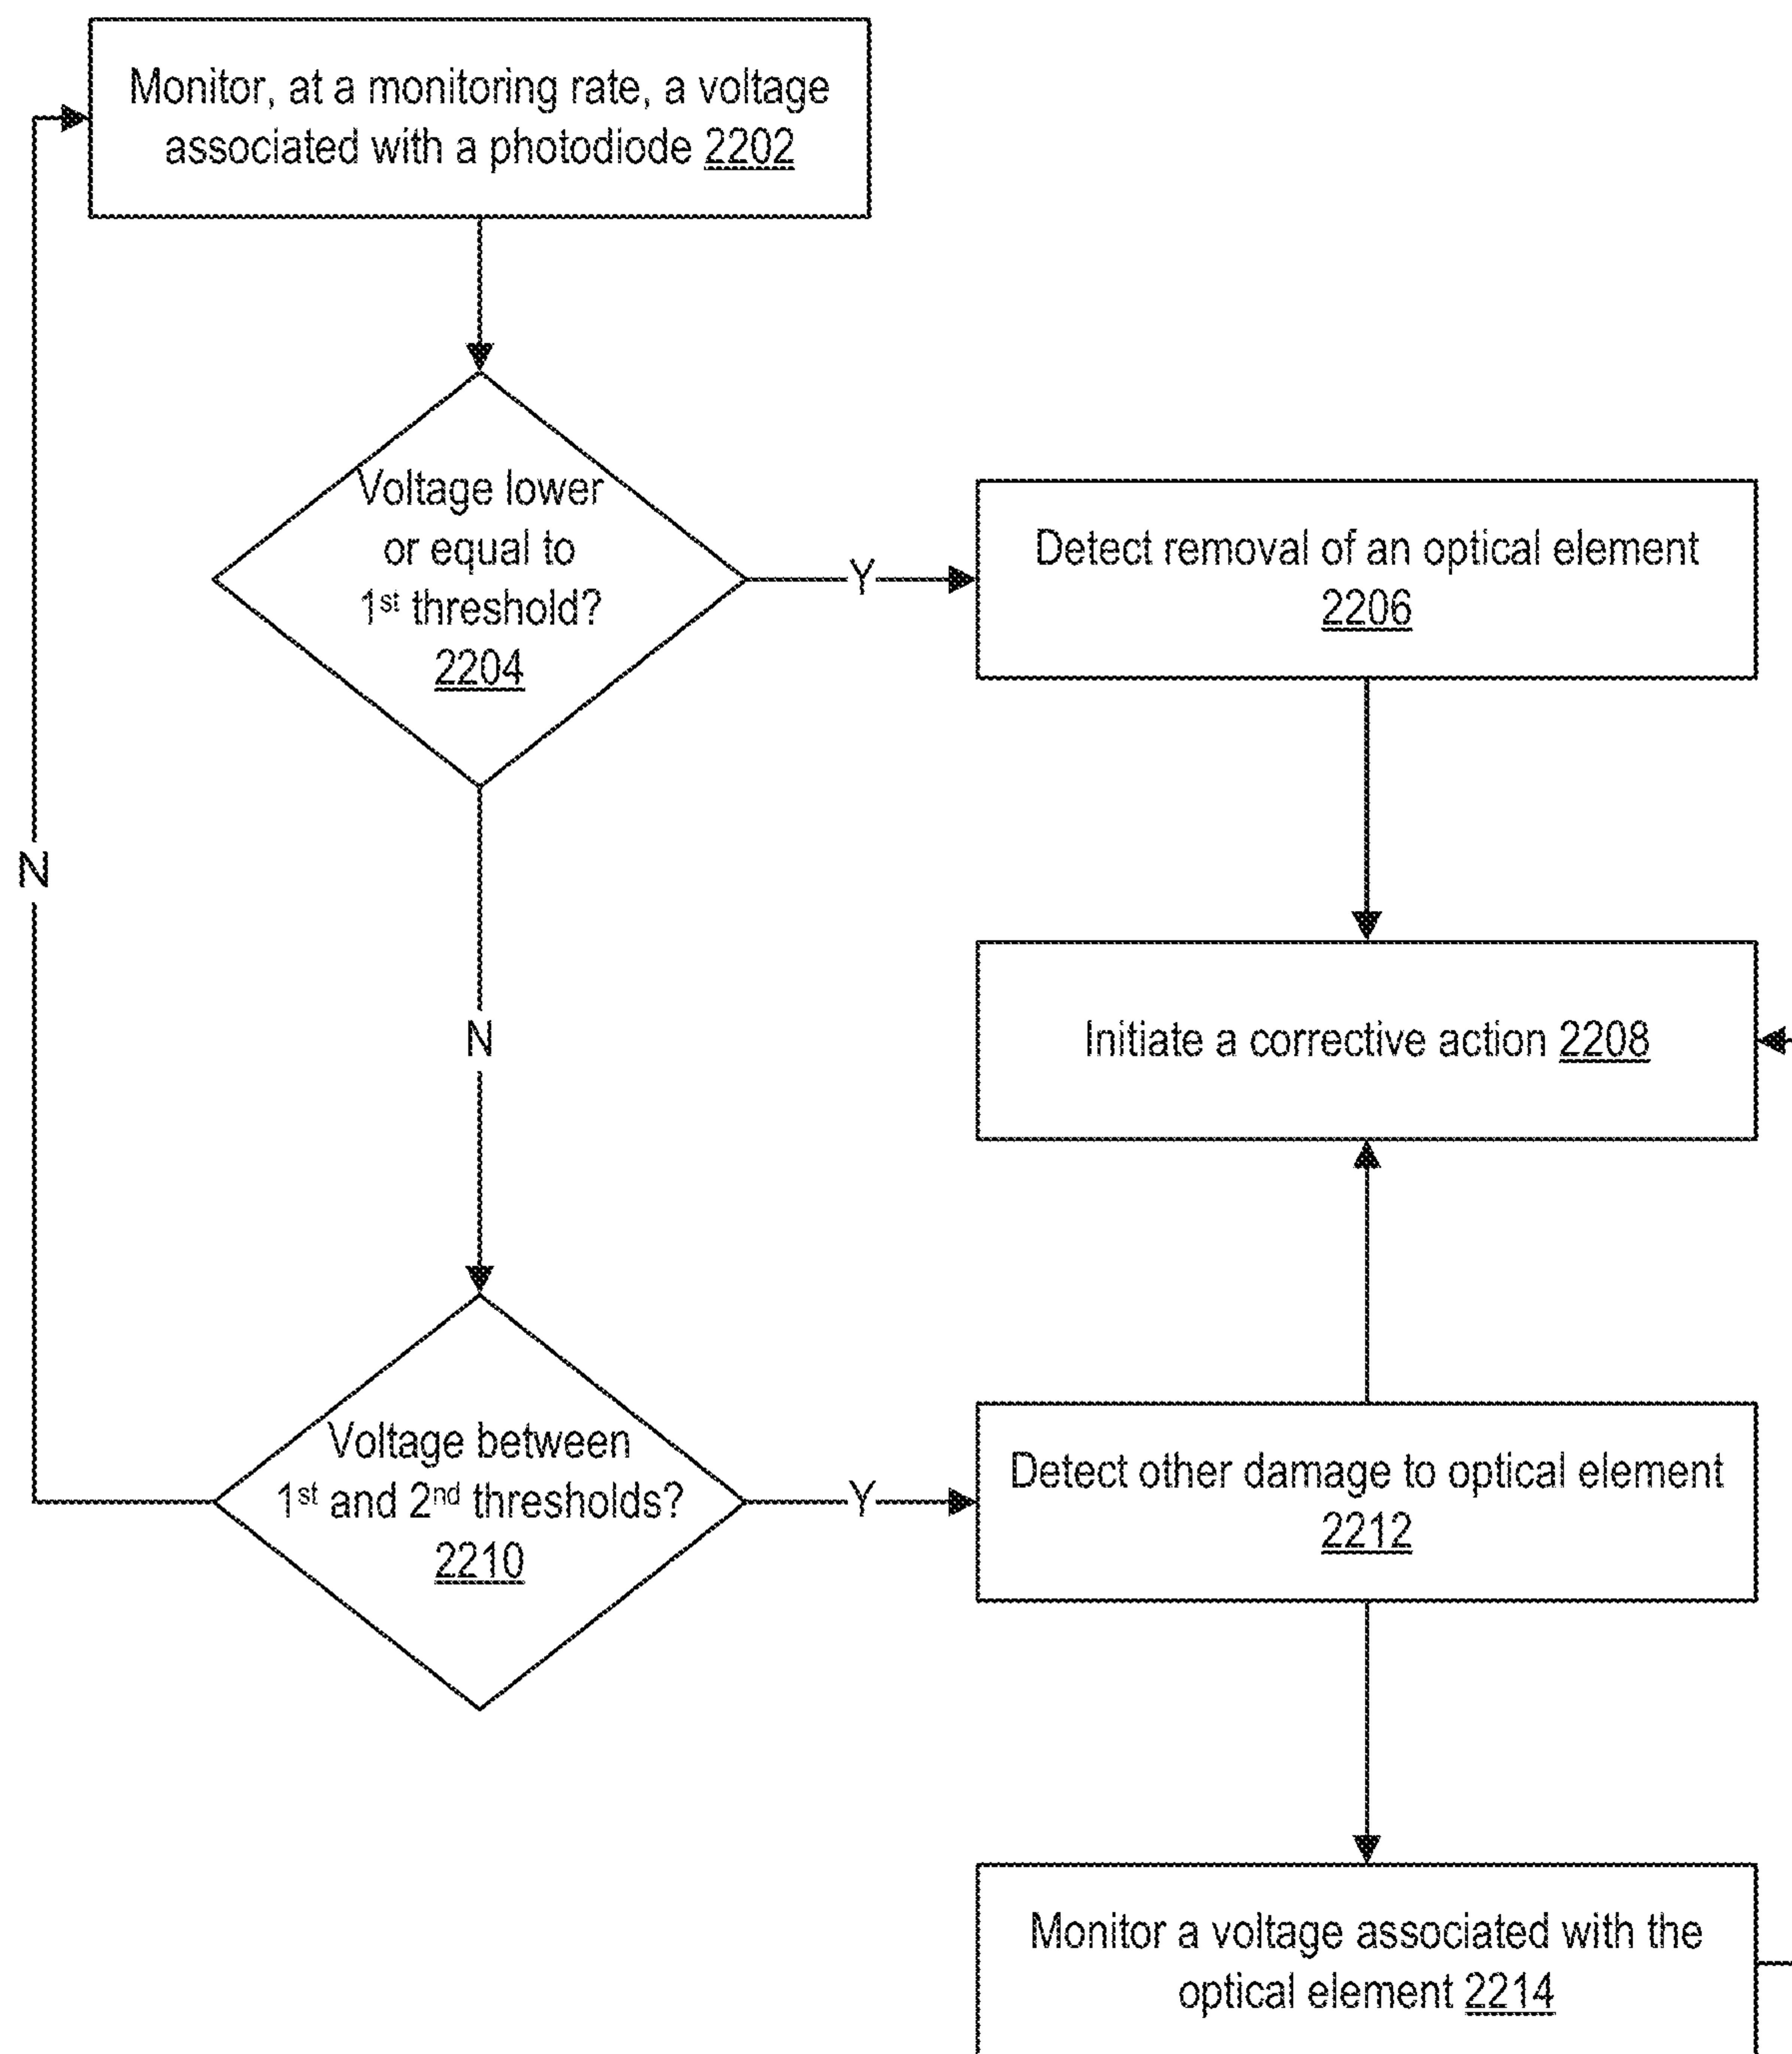 Monitor, at a monitoring rate, a voltage
associated with a photodiode 2202
Voltage lower
or equal to
1st threshold?
2204
Y
Detect removal of an optical element
2206
N
N
Initiate a corrective action 2208
Voltage between
1st and 2nd thresholds?
2210
Y
Detect other damage to optical element
2212
Monitor a voltage associated with the
optical element 2214